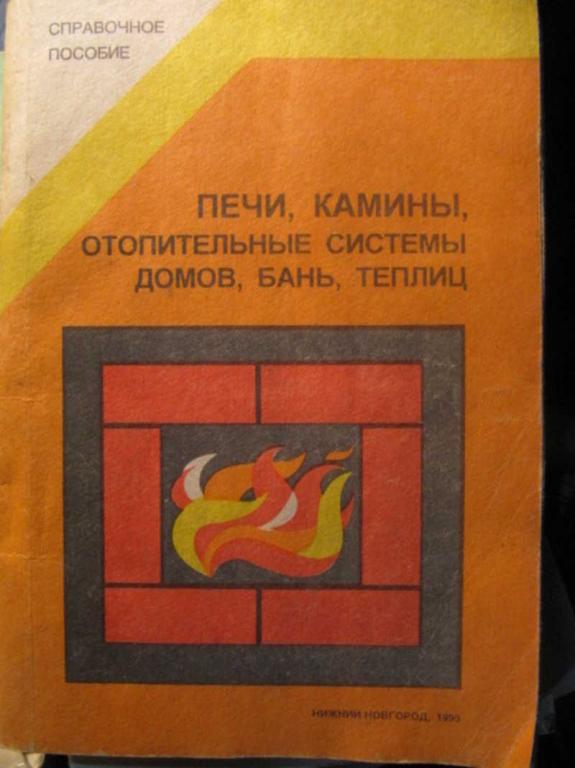 СПРАВОЧНОЕ
ПОСОБИЕ
ПЕЧИ, КАМИНЫ,
ОТОПИТЕЛЬНЫЕ СИСТЕМЫ
ДОМОВ, БАНЬ, ТЕПЛИЦ
НИЖНИЙ НОВГОРОД,